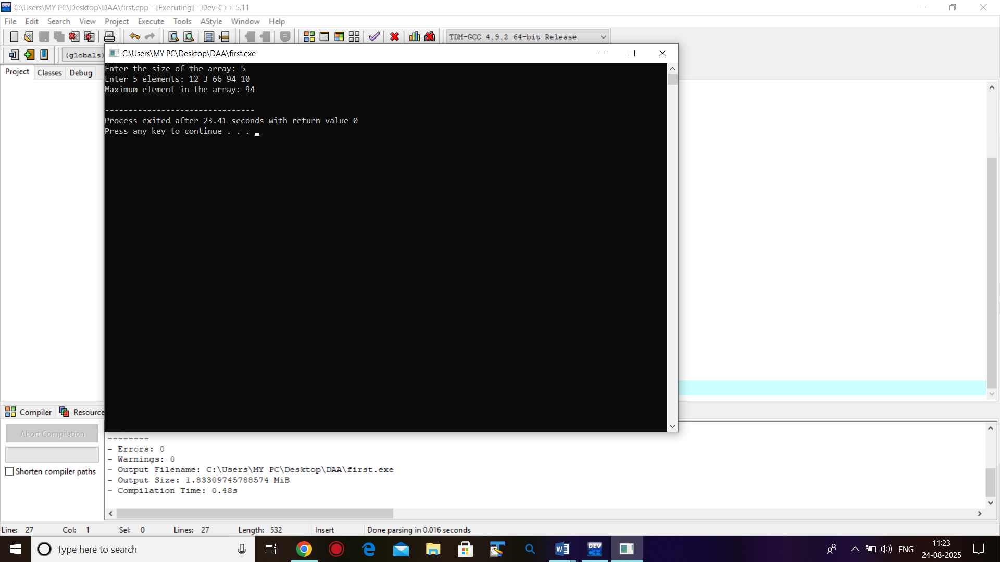 C:\Users\MY PC\Desktop\DAA\first.cpp - [Executing] - Dev-C++ 5.11
File Edit Search View Project Execute Tools AStyle Window Help
TDM-GCC 4.9.2 64-bit Release
(globals)
C:\Users\MY PC\Desktop\DAA\first.exe
Project Classes Debug
Enter the size of the array: 5
Enter 5 elements: 12 3 66 94 10
Maximum element in the array: 94
--------------------------------
Process exited after 23.41 seconds with return value 0
Press any key to continue . . .
Compiler Resource
Abort Compilation
Shorten compiler paths
--------
- Errors: 0
- Warnings: 0
- Output Filename: C:\Users\MY PC\Desktop\DAA\first.exe
- Output Size: 1.83309745788574 MiB
- Compilation Time: 0.48s
Line: 27 Col: 1 Sel: 0 Lines: 27 Length: 532 Insert Done parsing in 0.016 seconds
Type here to search
DEV C++
ENG
11:23
24-08-2025